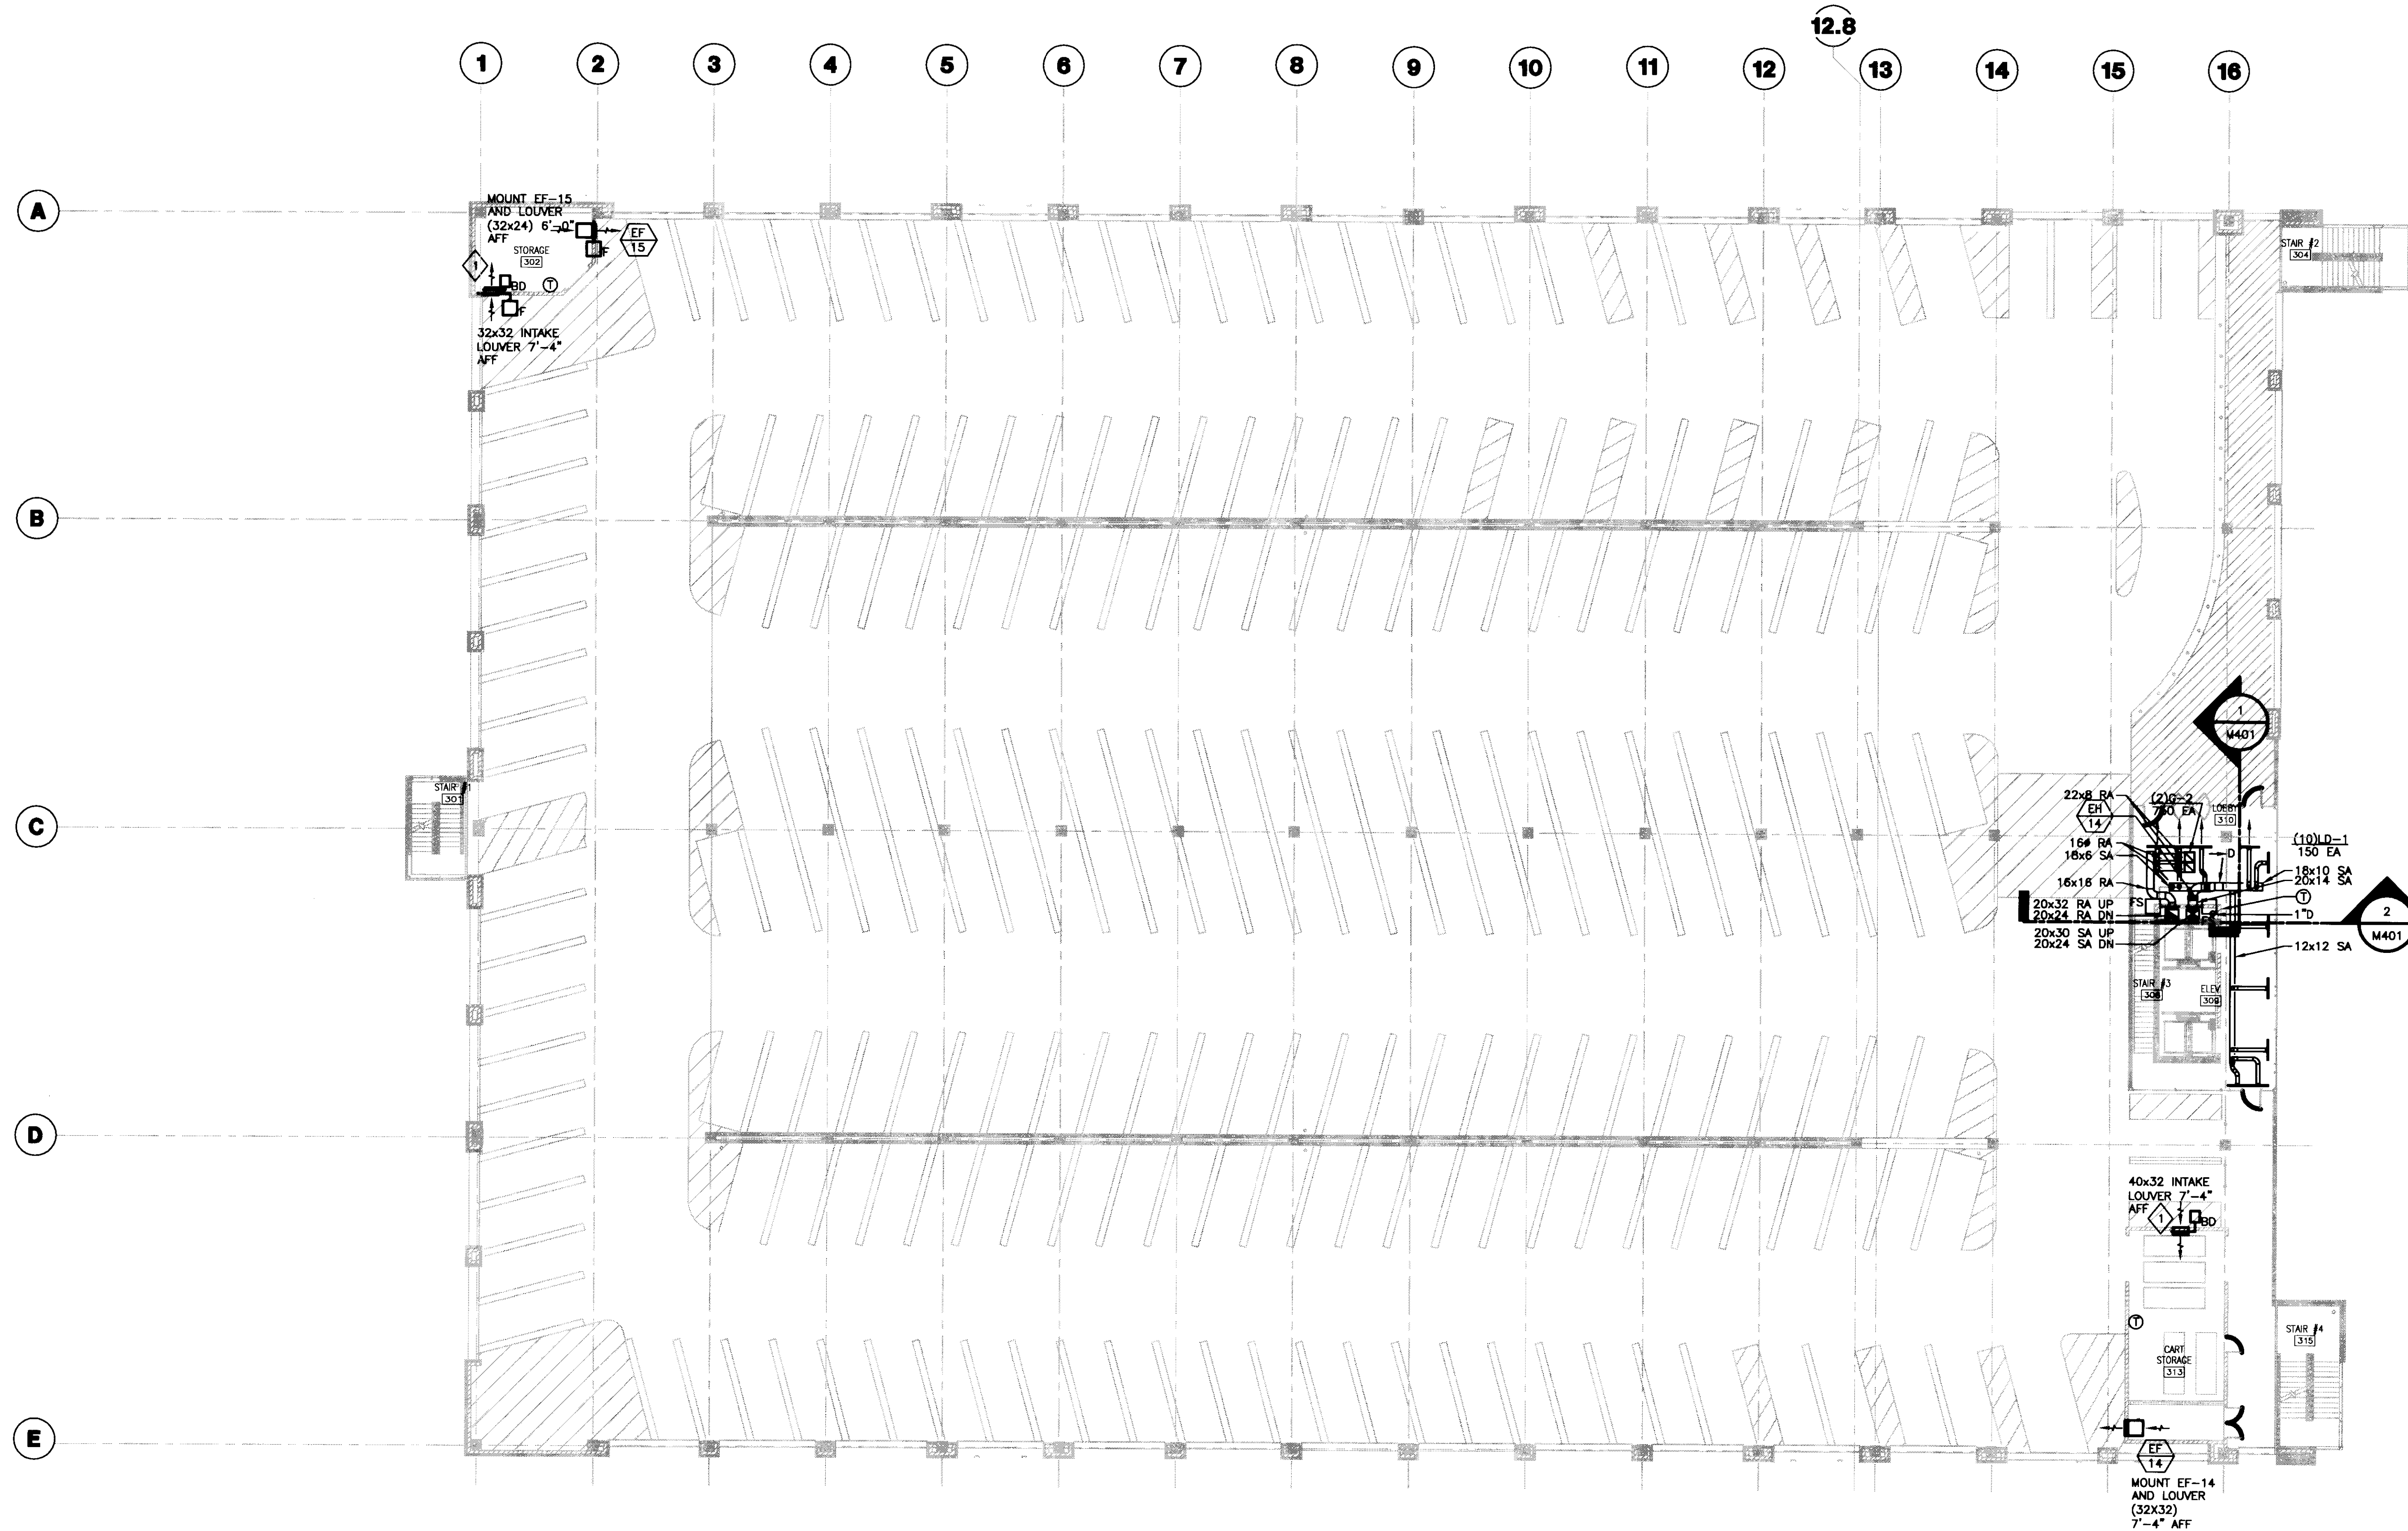 12.8
1 2 3 4 5 6 7 8 9 10 11 12 13 14 15 16
A
MOUNT EF-15
AND LOUVER
(32x24) 6'-0"
AFF
EF
15
F
STORAGE
302
1
BD
T
F
32x32 INTAKE
LOUVER 7'-4"
AFF
STAIR #2
304
B
1
M401
STAIR #1
301
C
22x8 RA
EH
14
(2)G-2
750 EA
LOBBY
310
(10)LD-1
150 EA
16ø RA
18x6 SA
D
18x10 SA
20x14 SA
16x16 RA
FS
T
20x32 RA UP
20x24 RA DN
1"D
20x30 SA UP
20x24 SA DN
2
M401
12x12 SA
STAIR #3
308
ELEV
309
D
40x32 INTAKE
LOUVER 7'-4"
AFF
1
BD
T
CART
STORAGE
313
STAIR #4
315
E
EF
14
MOUNT EF-14
AND LOUVER
(32X32)
7'-4" AFF